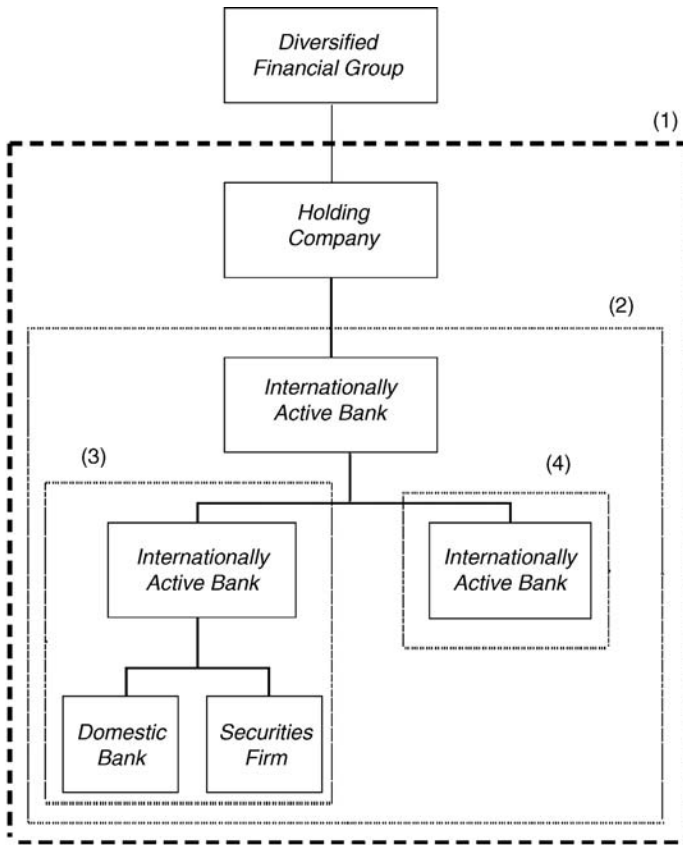 Diversified
Financial Group
(1)
Holding
Company
(2)
Internationally
Active Bank
(3)
(4)
Internationally
Active Bank
Internationally
Active Bank
Domestic
Bank
Securities
Firm